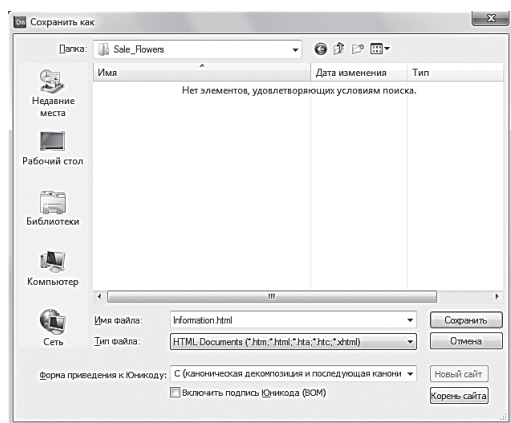 Dw Сохранить как
Папка: Sale_Flowers
Имя Дата изменения Тип
Нет элементов, удовлетворяющих условиям поиска.
Недавние
места
Рабочий стол
Библиотеки
Компьютер
Сеть
Имя файла: Information.html Сохранить
Тип файла: HTML Documents (*.htm;*.html;*.hta;*.htc;*.xhtml) Отмена
Форма приведения к Юникоду: C (каноническая декомпозиция и последующая канони Новый сайт
Включить подпись Юникода (BOM) Корень сайта